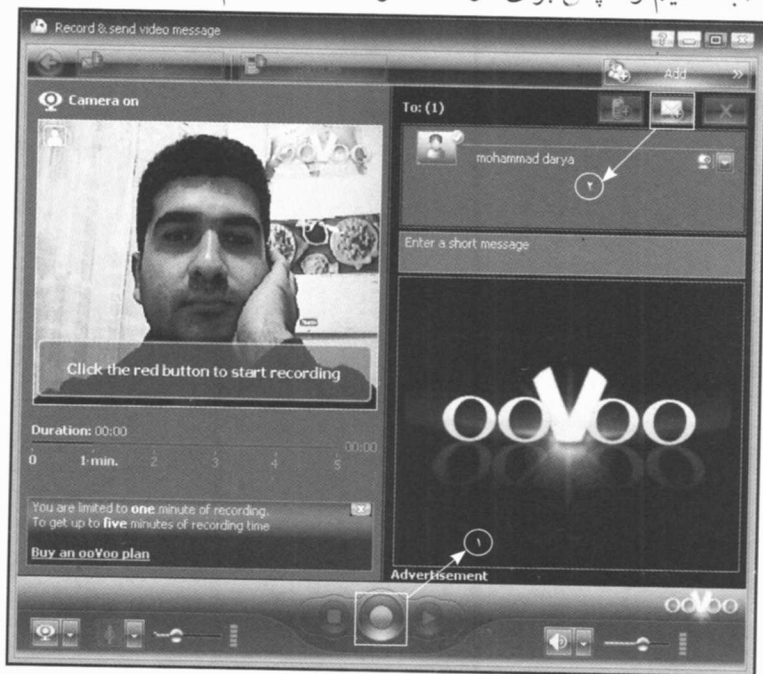 Record & send video message
Add »
Camera on
To: (1)
mohammad darya
۲
Enter a short message
Click the red button to start recording
ooVoo
Duration: 00:00
00:00
0 1·min. 2 3 4 5
You are limited to one minute of recording.
To get up to five minutes of recording time
Buy an ooVoo plan
۱
Advertisement
ooVoo